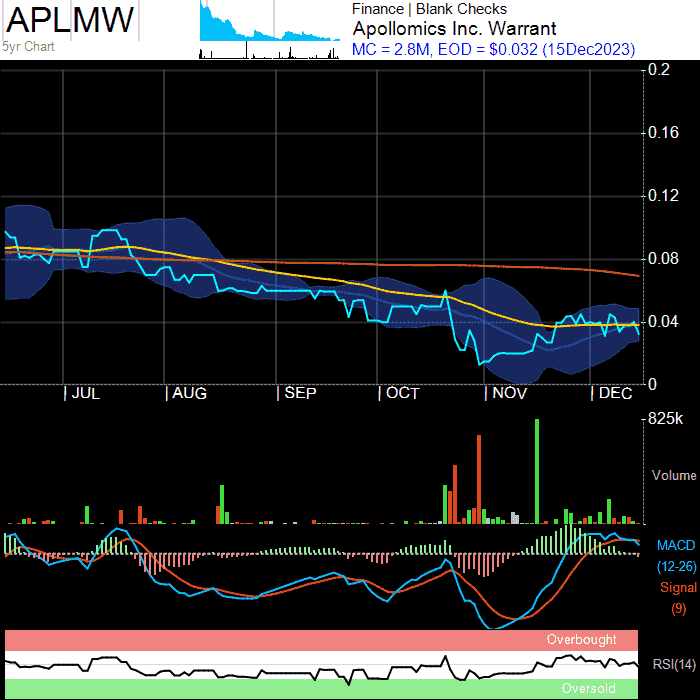 APLMW
5yr Chart
Finance | Blank Checks
Apollomics Inc. Warrant
MC = 2.8M, EOD = $0.032 (15Dec2023)
0.2
0.16
0.12
0.08
0.04
0
JUL AUG SEP OCT NOV DEC
825k
Volume
MACD
(12-26)
Signal
(9)
Overbought
RSI(14)
Oversold